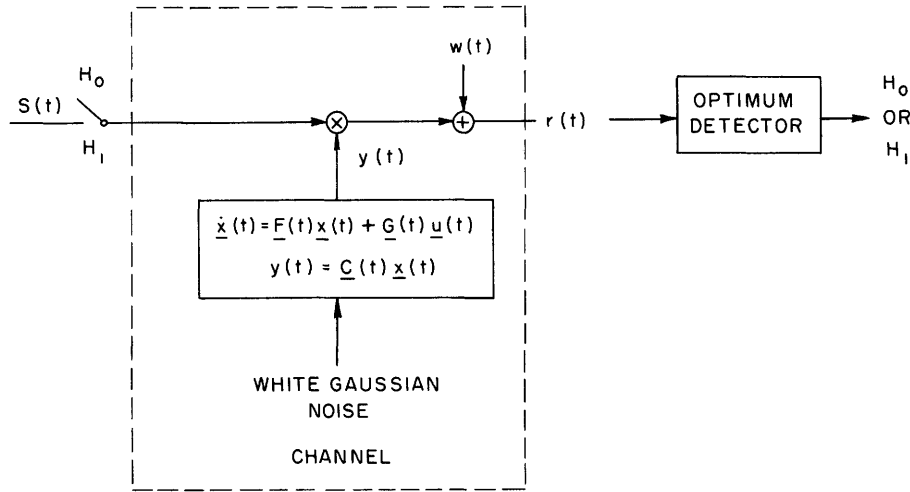 w(t)
H₀
S(t)
H₁
y(t)
r(t)
OPTIMUM
DETECTOR
H₀
OR
H₁
ẋ(t) = F(t)x(t) + G(t)u(t)
y(t) = C(t)x(t)
WHITE GAUSSIAN
NOISE
CHANNEL